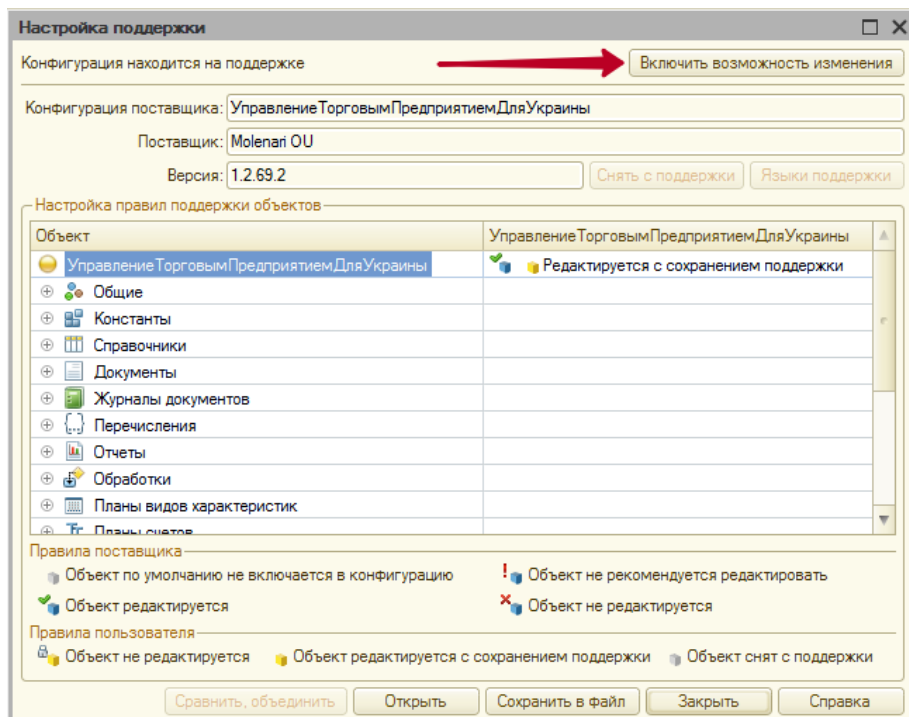 Настройка поддержки
Конфигурация находится на поддержке
Включить возможность изменения
Конфигурация поставщика: УправлениеТорговымПредприятиемДляУкраины
Поставщик: Molenari OU
Версия: 1.2.69.2
Снять с поддержки
Языки поддержки
Настройка правил поддержки объектов
Объект
УправлениеТорговымПредприятиемДляУкраины
УправлениеТорговымПредприятиемДляУкраины
Редактируется с сохранением поддержки
Общие
Константы
Справочники
Документы
Журналы документов
Перечисления
Отчеты
Обработки
Планы видов характеристик
Планы счетов
Правила поставщика
Объект по умолчанию не включается в конфигурацию
Объект не рекомендуется редактировать
Объект редактируется
Объект не редактируется
Правила пользователя
Объект не редактируется
Объект редактируется с сохранением поддержки
Объект снят с поддержки
Сравнить, объединить
Открыть
Сохранить в файл
Закрыть
Справка